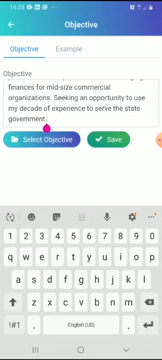 14:28
Objective
Objective
Example
Objective
finances for mid-size commercial
organizations. Seeking an opportunity to use
my decade of experience to serve the state
government.
Select Objective
Save
1 2 3 4 5 6 7 8 9 0
q w e r t y u i o p
a s d f g h j k l
z x c v b n m
!#1 , English (US) .